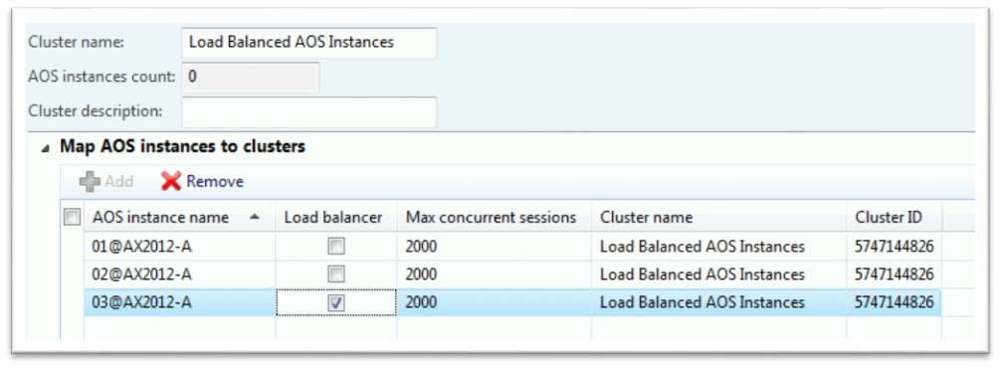 Cluster name: Load Balanced AOS Instances
AOS instances count: 0
Cluster description:
Map AOS instances to clusters
Add Remove
AOS instance name Load balancer Max concurrent sessions Cluster name Cluster ID
01@AX2012-A 2000 Load Balanced AOS Instances 5747144826
02@AX2012-A 2000 Load Balanced AOS Instances 5747144826
03@AX2012-A 2000 Load Balanced AOS Instances 5747144826